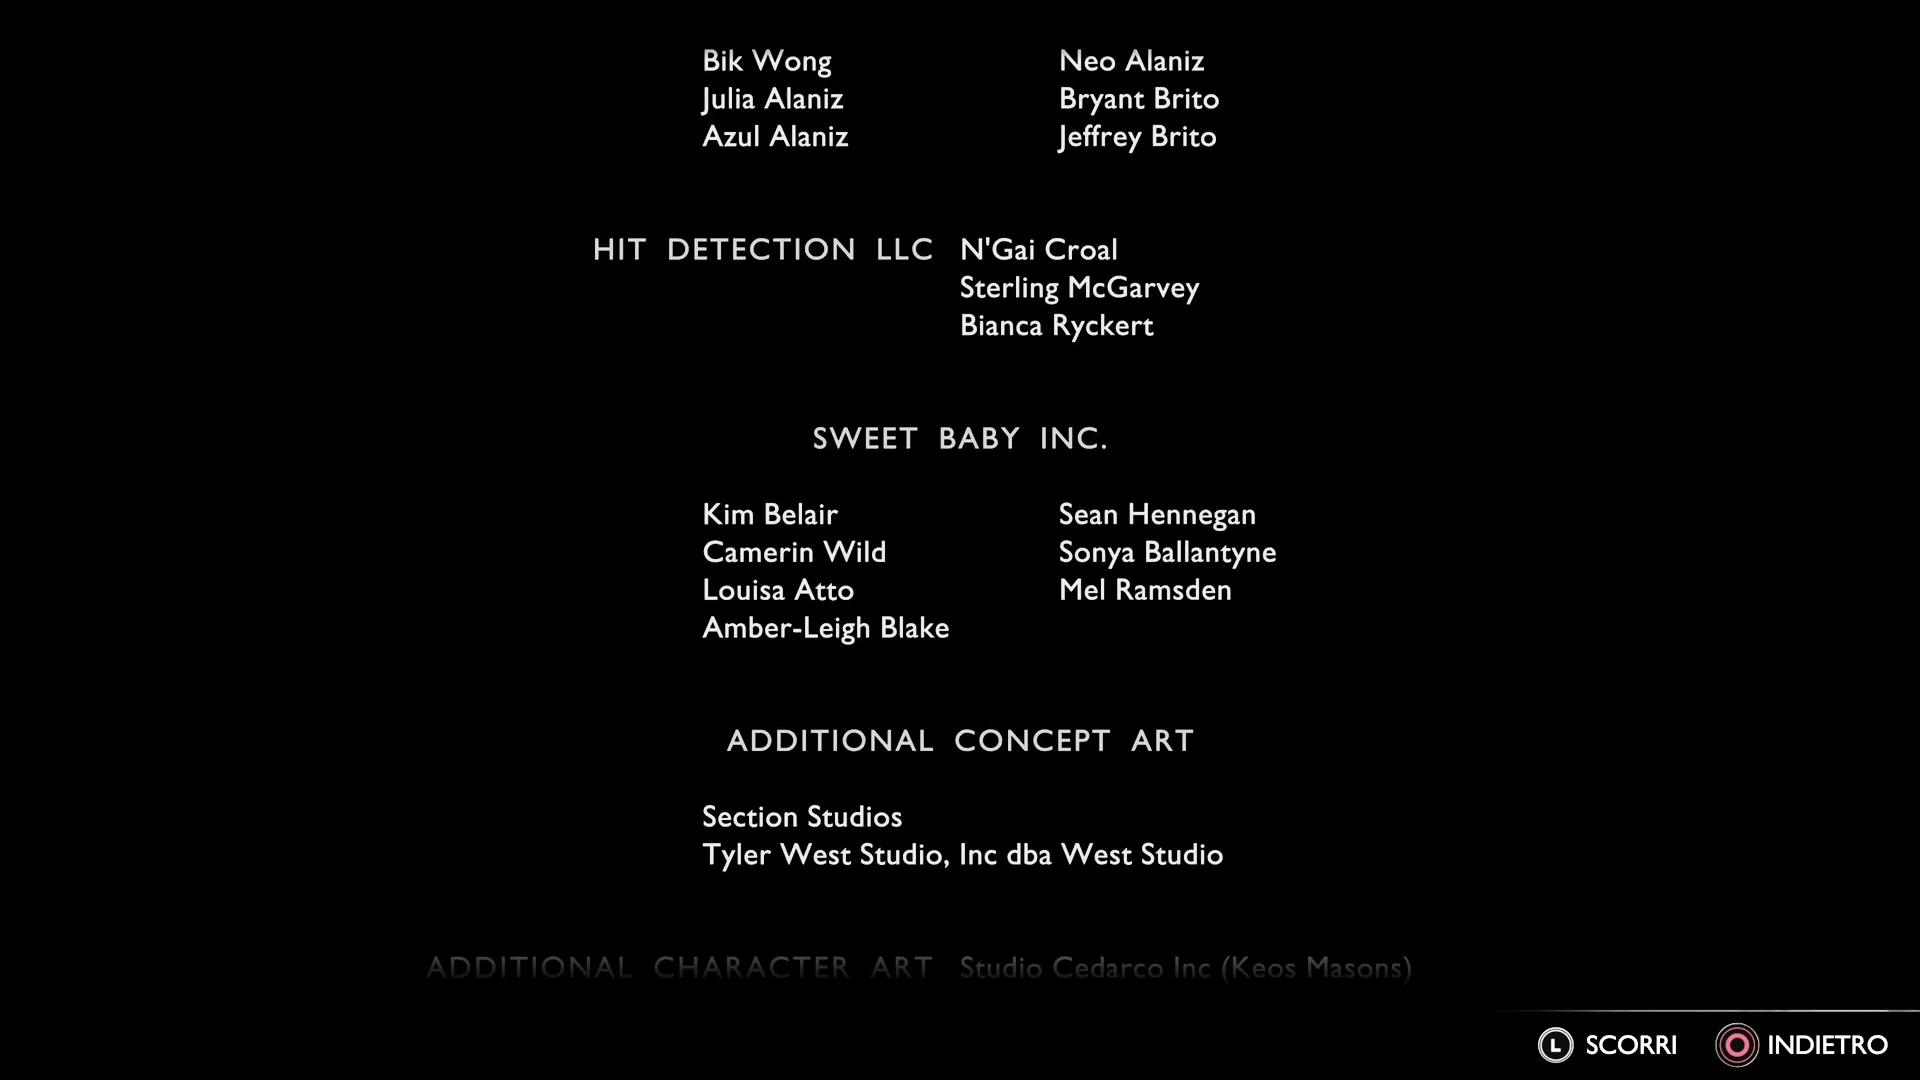 Bik Wong Neo Alaniz
Julia Alaniz Bryant Brito
Azul Alaniz Jeffrey Brito
HIT DETECTION LLC N'Gai Croal
Sterling McGarvey
Bianca Ryckert
SWEET BABY INC.
Kim Belair Sean Hennegan
Camerin Wild Sonya Ballantyne
Louisa Atto Mel Ramsden
Amber-Leigh Blake
ADDITIONAL CONCEPT ART
Section Studios
Tyler West Studio, Inc dba West Studio
ADDITIONAL CHARACTER ART Studio Cedarco Inc (Keos Masons)
L SCORRI INDIETRO